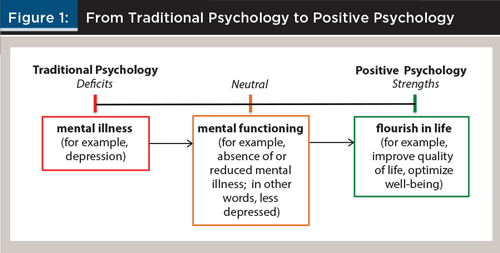 Figure 1: From Traditional Psychology to Positive Psychology
Traditional Psychology
Deficits
Neutral
Positive Psychology
Strengths
mental illness
(for example,
depression)
mental functioning
(for example,
absence of or
reduced mental
illness; in other
words, less
depressed)
flourish in life
(for example,
improve quality
of life, optimize
well-being)